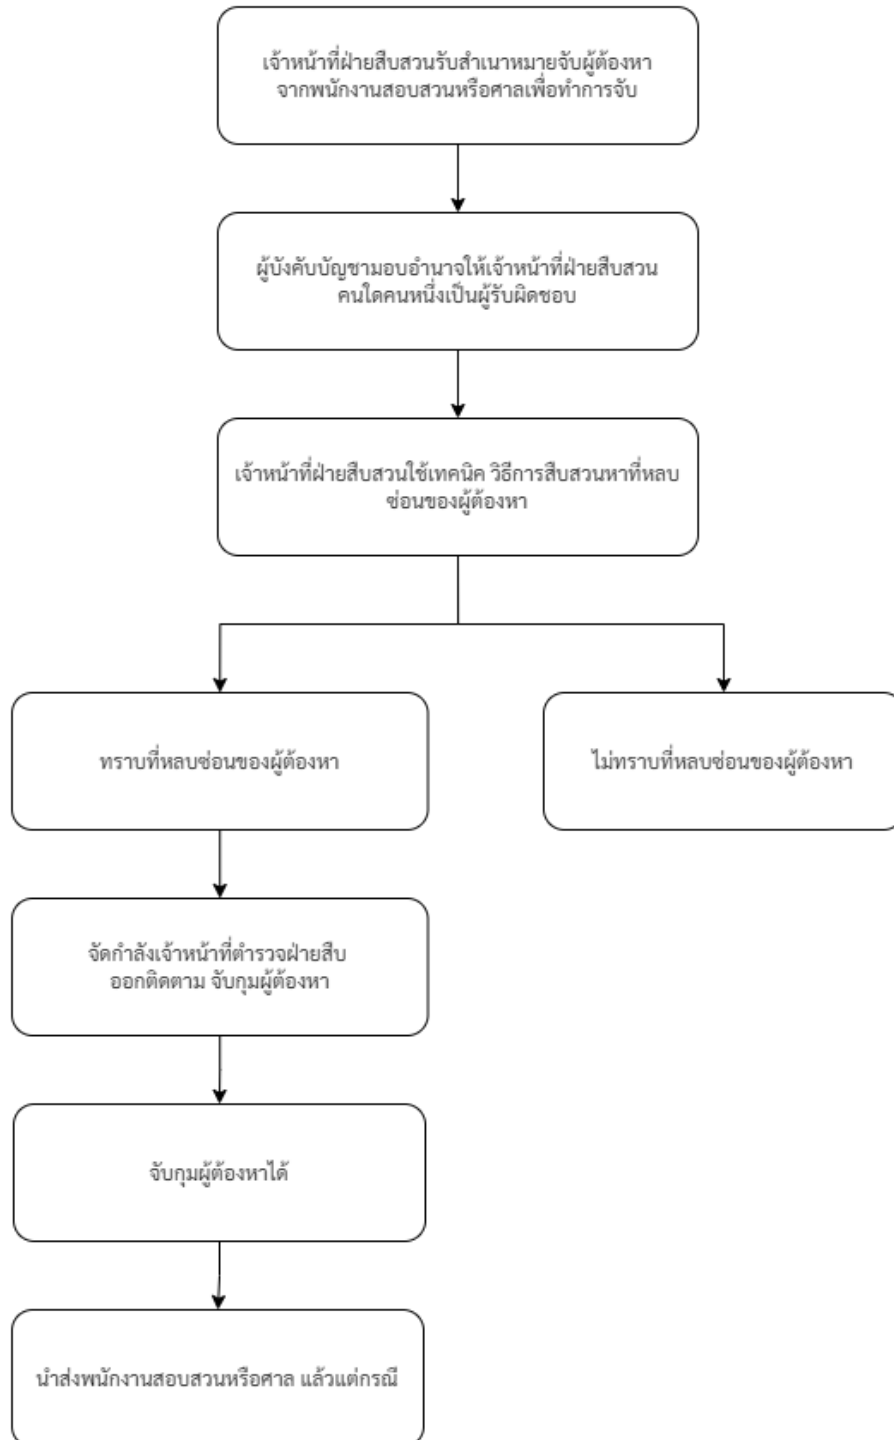 เจ้าหน้าที่ฝ่ายสืบสวนรับสำเนาหมายจับผู้ต้องหา
จากพนักงานสอบสวนหรือศาลเพื่อทำการจับ
ผู้บังคับบัญชามอบอำนาจให้เจ้าหน้าที่ฝ่ายสืบสวน
คนใดคนหนึ่งเป็นผู้รับผิดชอบ
เจ้าหน้าที่ฝ่ายสืบสวนใช้เทคนิค วิธีการสืบสวนหาที่หลบ
ซ่อนของผู้ต้องหา
ทราบที่หลบซ่อนของผู้ต้องหา
ไม่ทราบที่หลบซ่อนของผู้ต้องหา
จัดกำลังเจ้าหน้าที่ตำรวจฝ่ายสืบ
ออกติดตาม จับกุมผู้ต้องหา
จับกุมผู้ต้องหาได้
นำส่งพนักงานสอบสวนหรือศาล แล้วแต่กรณี